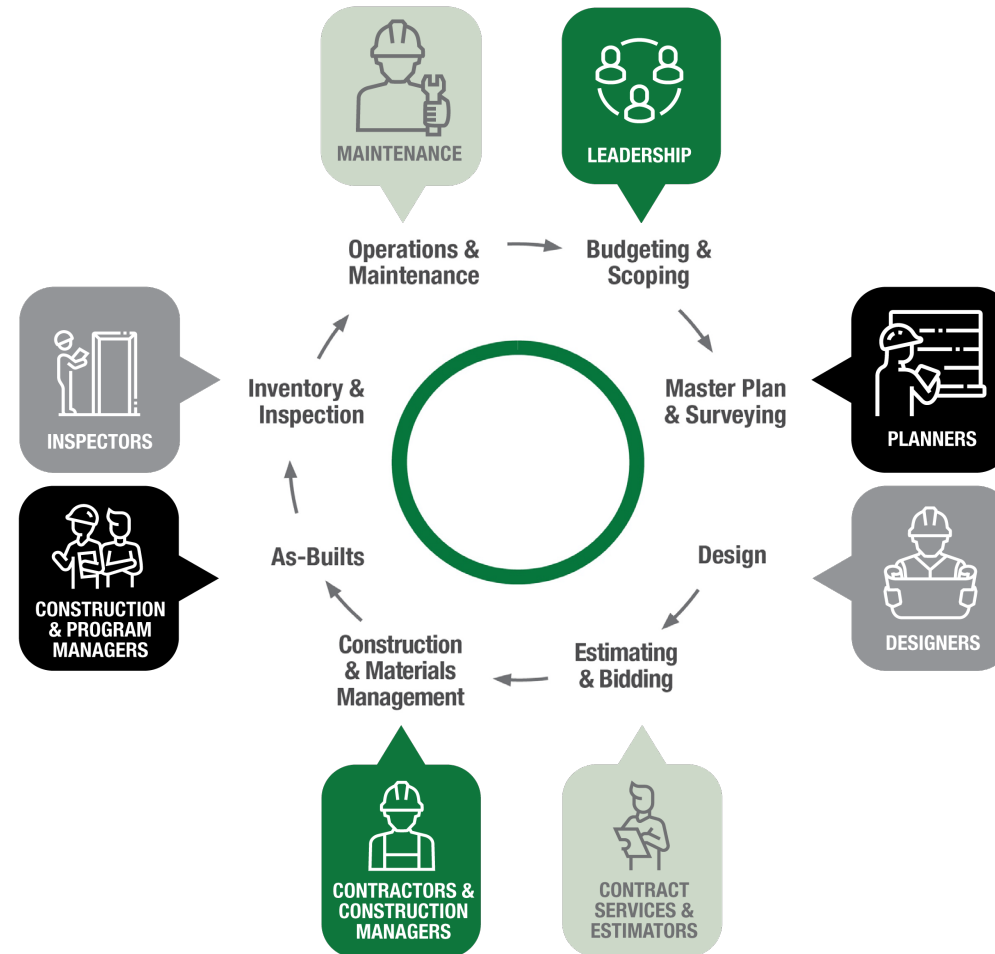 MAINTENANCE
LEADERSHIP
Operations &
Maintenance
Budgeting &
Scoping
INSPECTORS
Inventory &
Inspection
Master Plan
& Surveying
PLANNERS
CONSTRUCTION
& PROGRAM
MANAGERS
As-Builts
Design
DESIGNERS
Construction
& Materials
Management
Estimating
& Bidding
CONTRACTORS &
CONSTRUCTION
MANAGERS
CONTRACT
SERVICES &
ESTIMATORS